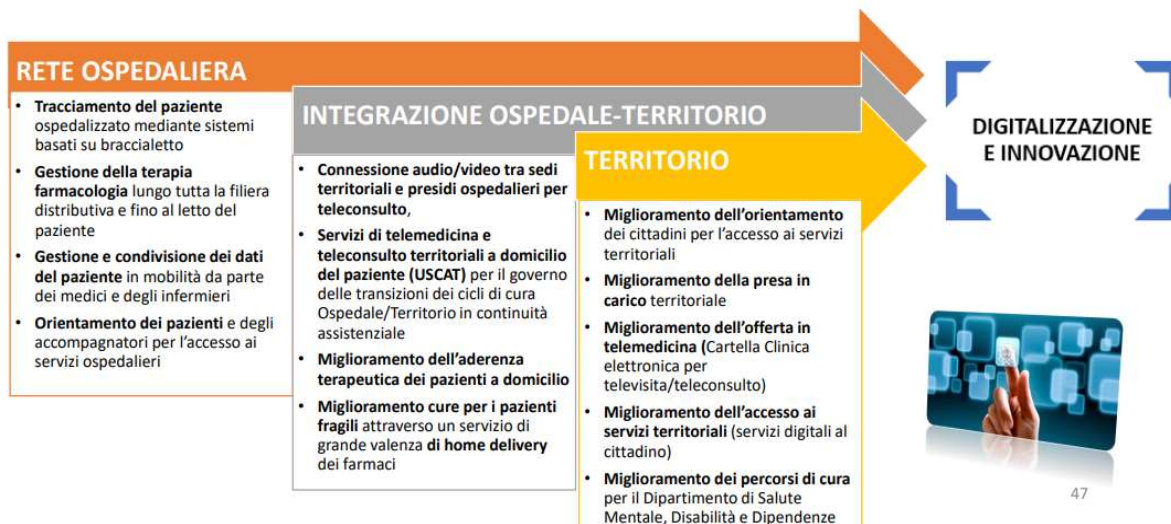 RETE OSPEDALIERA
• Tracciamento del paziente
ospedalizzato mediante sistemi
basati su braccialetto
• Gestione della terapia
farmacologia lungo tutta la filiera
distributiva e fino al letto del
paziente
• Gestione e condivisione dei dati
del paziente in mobilità da parte
dei medici e degli infermieri
• Orientamento dei pazienti e degli
accompagnatori per l'accesso ai
servizi ospedalieri
INTEGRAZIONE OSPEDALE-TERRITORIO
• Connessione audio/video tra sedi
territoriali e presidi ospedalieri per
teleconsulto,
• Servizi di telemedicina e
teleconsulto territoriali a domicilio
del paziente (USCAT) per il governo
delle transizioni dei cicli di cura
Ospedale/Territorio in continuità
assistenziale
• Miglioramento dell'aderenza
terapeutica dei pazienti a domicilio
• Miglioramento cure per i pazienti
fragili attraverso un servizio di
grande valenza di home delivery
dei farmaci
TERRITORIO
• Miglioramento dell'orientamento
dei cittadini per l'accesso ai servizi
territoriali
• Miglioramento della presa in
carico territoriale
• Miglioramento dell'offerta in
telemedicina (Cartella Clinica
elettronica per
televisita/teleconsulto)
• Miglioramento dell'accesso ai
servizi territoriali (servizi digitali al
cittadino)
• Miglioramento dei percorsi di cura
per il Dipartimento di Salute
Mentale, Disabilità e Dipendenze
DIGITALIZZAZIONE
E INNOVAZIONE
47